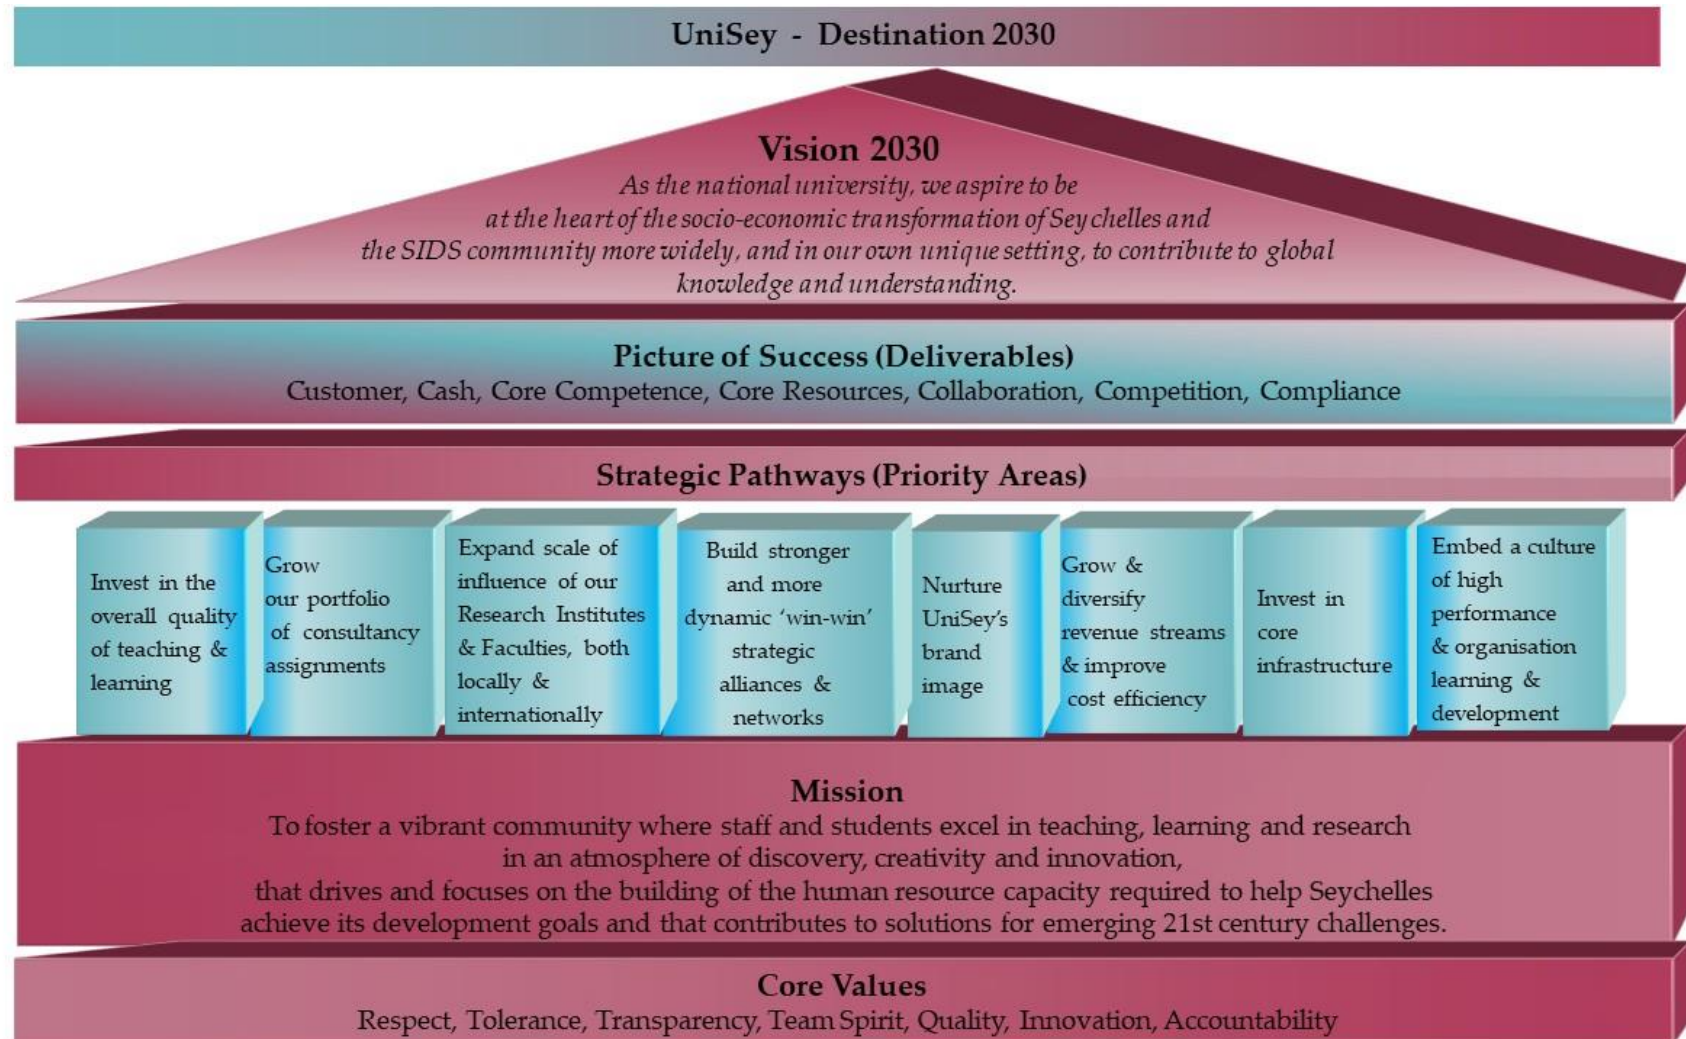 UniSey - Destination 2030
Vision 2030
As the national university, we aspire to be
at the heart of the socio-economic transformation of Seychelles and
the SIDS community more widely, and in our own unique setting, to contribute to global
knowledge and understanding.
Picture of Success (Deliverables)
Customer, Cash, Core Competence, Core Resources, Collaboration, Competition, Compliance
Strategic Pathways (Priority Areas)
Invest in the
overall quality
of teaching &
learning
Grow
our portfolio
of consultancy
assignments
Expand scale of
influence of our
Research Institutes
& Faculties, both
locally &
internationally
Build stronger
and more
dynamic ‘win-win’
strategic
alliances &
networks
Nurture
UniSey’s
brand
image
Grow &
diversify
revenue streams
& improve
cost efficiency
Invest in
core
infrastructure
Embed a culture
of high
performance
& organisation
learning &
development
Mission
To foster a vibrant community where staff and students excel in teaching, learning and research
in an atmosphere of discovery, creativity and innovation,
that drives and focuses on the building of the human resource capacity required to help Seychelles
achieve its development goals and that contributes to solutions for emerging 21st century challenges.
Core Values
Respect, Tolerance, Transparency, Team Spirit, Quality, Innovation, Accountability